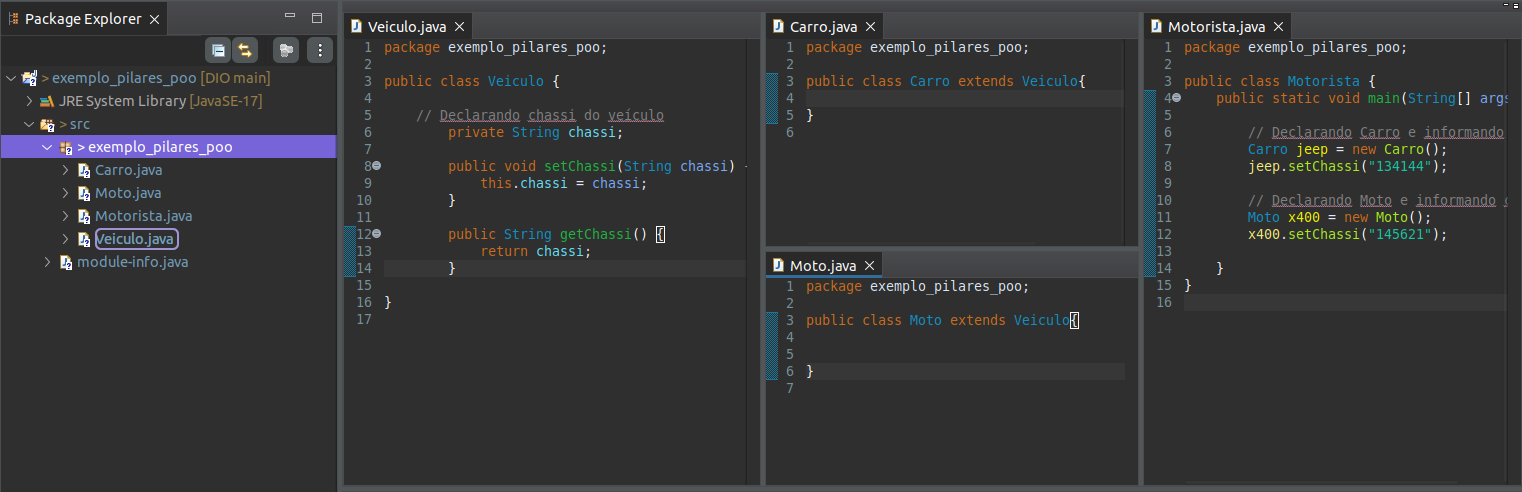 Package Explorer
> exemplo_pilares_poo [DIO main]
JRE System Library [JavaSE-17]
> src
> exemplo_pilares_poo
Carro.java
Moto.java
Motorista.java
Veiculo.java
module-info.java
Veiculo.java
1 package exemplo_pilares_poo;
2
3 public class Veiculo {
4
5 // Declarando chassi do veículo
6 private String chassi;
7
8 public void setChassi(String chassi)
9 this.chassi = chassi;
10 }
11
12 public String getChassi() {
13 return chassi;
14 }
15
16 }
17
Carro.java
1 package exemplo_pilares_poo;
2
3 public class Carro extends Veiculo{
4
5 }
6
Moto.java
1 package exemplo_pilares_poo;
2
3 public class Moto extends Veiculo{
4
5
6 }
7
Motorista.java
1 package exemplo_pilares_poo;
2
3 public class Motorista {
4 public static void main(String[] args
5
6 // Declarando Carro e informando
7 Carro jeep = new Carro();
8 jeep.setChassi("134144");
9
10 // Declarando Moto e informando
11 Moto x400 = new Moto();
12 x400.setChassi("145621");
13
14 }
15 }
16